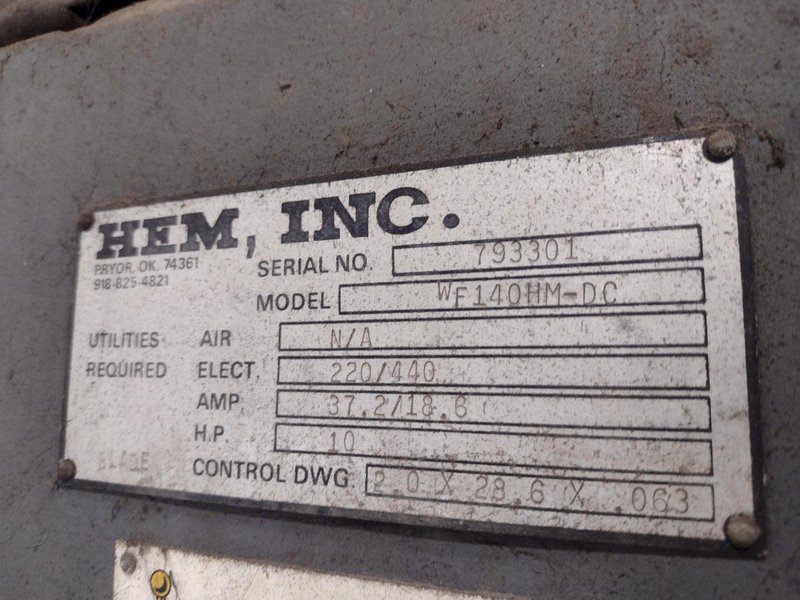 HEM, INC.
PRYOR, OK 74361
918-825-4821
SERIAL NO. 793301
MODEL WF140HM-DC
UTILITIES REQUIRED
AIR N/A
ELECT. 220/440
AMP. 37.2/18.6
H.P. 10
BLADE
CONTROL DWG. 2.0 X 28.6 X .063